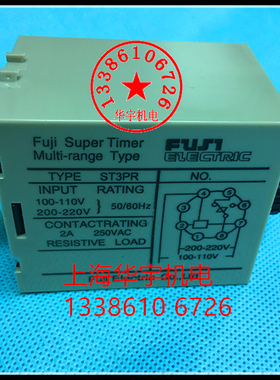 13386106726
华宇机电
Fuji Super Timer
Multi-range Type
FUJI
ELECTRIC
TYPE ST3PR NO.
INPUT RATING
100-110V
200-220V } 50/60Hz
CONTACTRATING
2A 250VAC
RESISTIVE LOAD
~200-220V
100-110V
上海华宇机电
1338610 6726